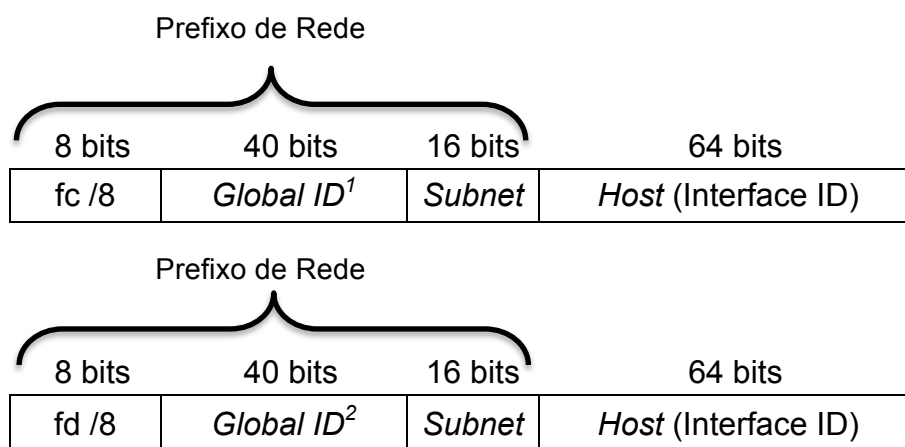 Prefixo de Rede
8 bits 40 bits 16 bits 64 bits
fc /8 Global ID¹ Subnet Host (Interface ID)
Prefixo de Rede
8 bits 40 bits 16 bits 64 bits
fd /8 Global ID² Subnet Host (Interface ID)